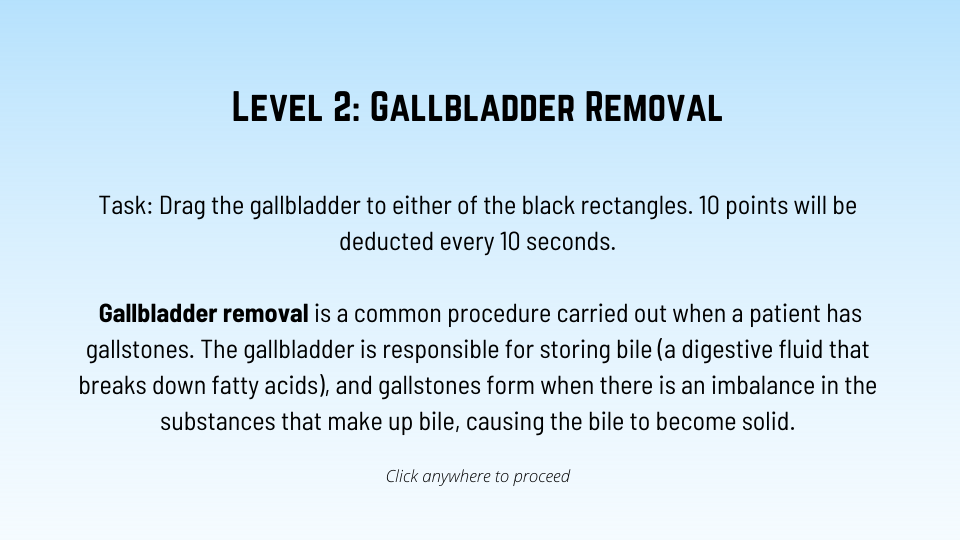 Level 2: Gallbladder Removal
Task: Drag the gallbladder to either of the black rectangles. 10 points will be
deducted every 10 seconds.
Gallbladder removal is a common procedure carried out when a patient has
gallstones. The gallbladder is responsible for storing bile (a digestive fluid that
breaks down fatty acids), and gallstones form when there is an imbalance in the
substances that make up bile, causing the bile to become solid.
Click anywhere to proceed